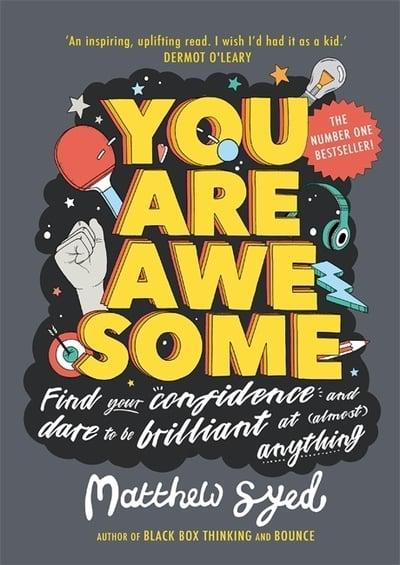 'An inspiring, uplifting read. I wish I'd had it as a kid.'
DERMOT O'LEARY
THE
NUMBER ONE
BESTSELLER!
YOU
ARE
AWE
SOME
Find your confidence and
dare to be brilliant at (almost)
anything
Matthew Syed
AUTHOR OF BLACK BOX THINKING AND BOUNCE